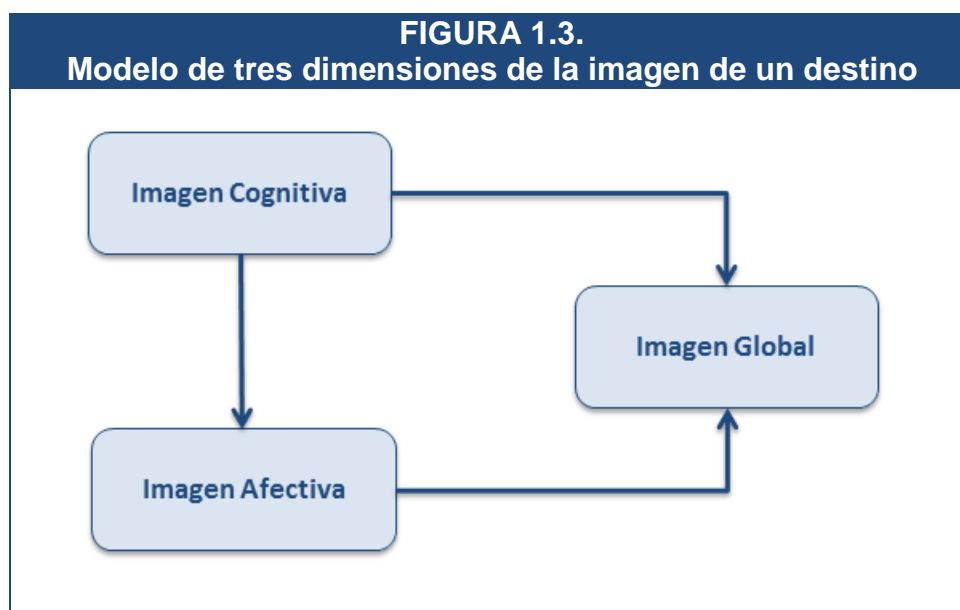 FIGURA 1.3.
Modelo de tres dimensiones de la imagen de un destino
Imagen Cognitiva
Imagen Global
Imagen Afectiva